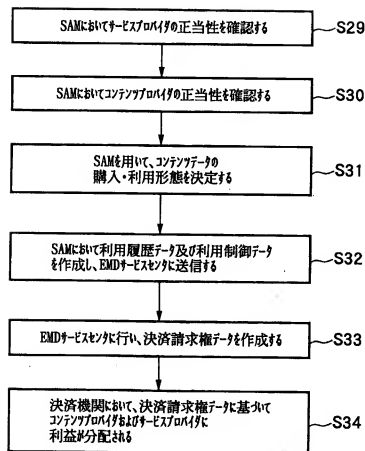 SAMにおいてサービスプロバイダの正当性を確認する
S29
SAMにおいてコンテンツプロバイダの正当性を確認する
S30
SAMを用いて、コンテンツデータの
購入・利用形態を決定する
S31
SAMにおいて利用履歴データ及び利用制御データ
を作成し、EMDサービスセンタに送信する
S32
EMDサービスセンタに行い、決済請求権データを作成する
S33
決済機関において、決済請求権データに基づいて
コンテンツプロバイダおよびサービスプロバイダに
利益が分配される
S34